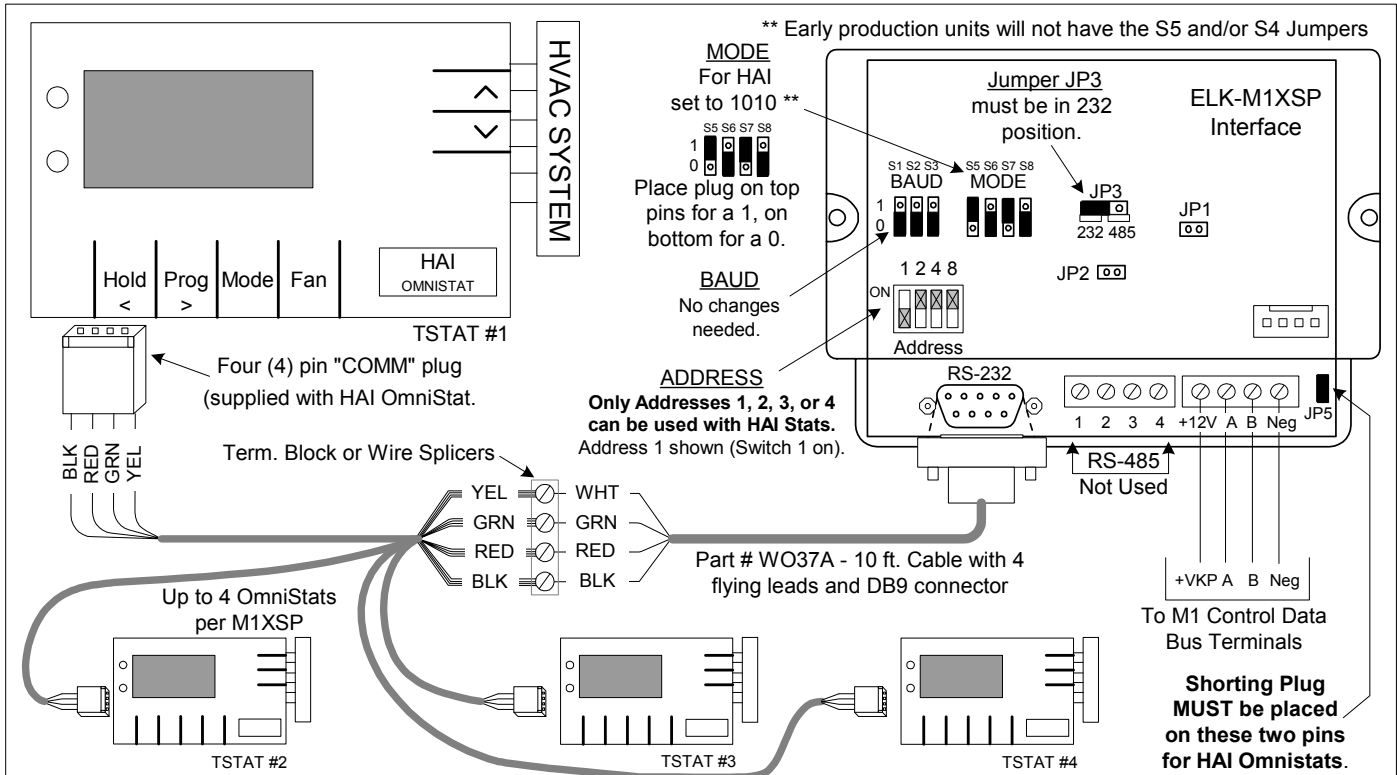 ** Early production units will not have the S5 and/or S4 Jumpers
HVAC SYSTEM
Hold
<
Prog
>
Mode
Fan
HAI
OMNISTAT
TSTAT #1
MODE
For HAI
set to 1010 **
S5 S6 S7 S8
1
0
Place plug on top
pins for a 1, on
bottom for a 0.
BAUD
No changes
needed.
ADDRESS
Only Addresses 1, 2, 3, or 4
can be used with HAI Stats.
Address 1 shown (Switch 1 on).
Jumper JP3
must be in 232
position.
ELK-M1XSP
Interface
S1 S2 S3
BAUD
1
0
S5 S6 S7 S8
MODE
JP3
232 485
JP1
JP2
1 2 4 8
ON
Address
RS-232
1 2 3 4
+12V A B Neg
JP5
RS-485
Not Used
+VKP A B Neg
To M1 Control Data
Bus Terminals
Shorting Plug
MUST be placed
on these two pins
for HAI Omnistats.
Four (4) pin "COMM" plug
(supplied with HAI OmniStat.
BLK
RED
GRN
YEL
Term. Block or Wire Splicers
YEL WHT
GRN GRN
RED RED
BLK BLK
Part # WO37A - 10 ft. Cable with 4
flying leads and DB9 connector
Up to 4 OmniStats
per M1XSP
TSTAT #2
TSTAT #3
TSTAT #4